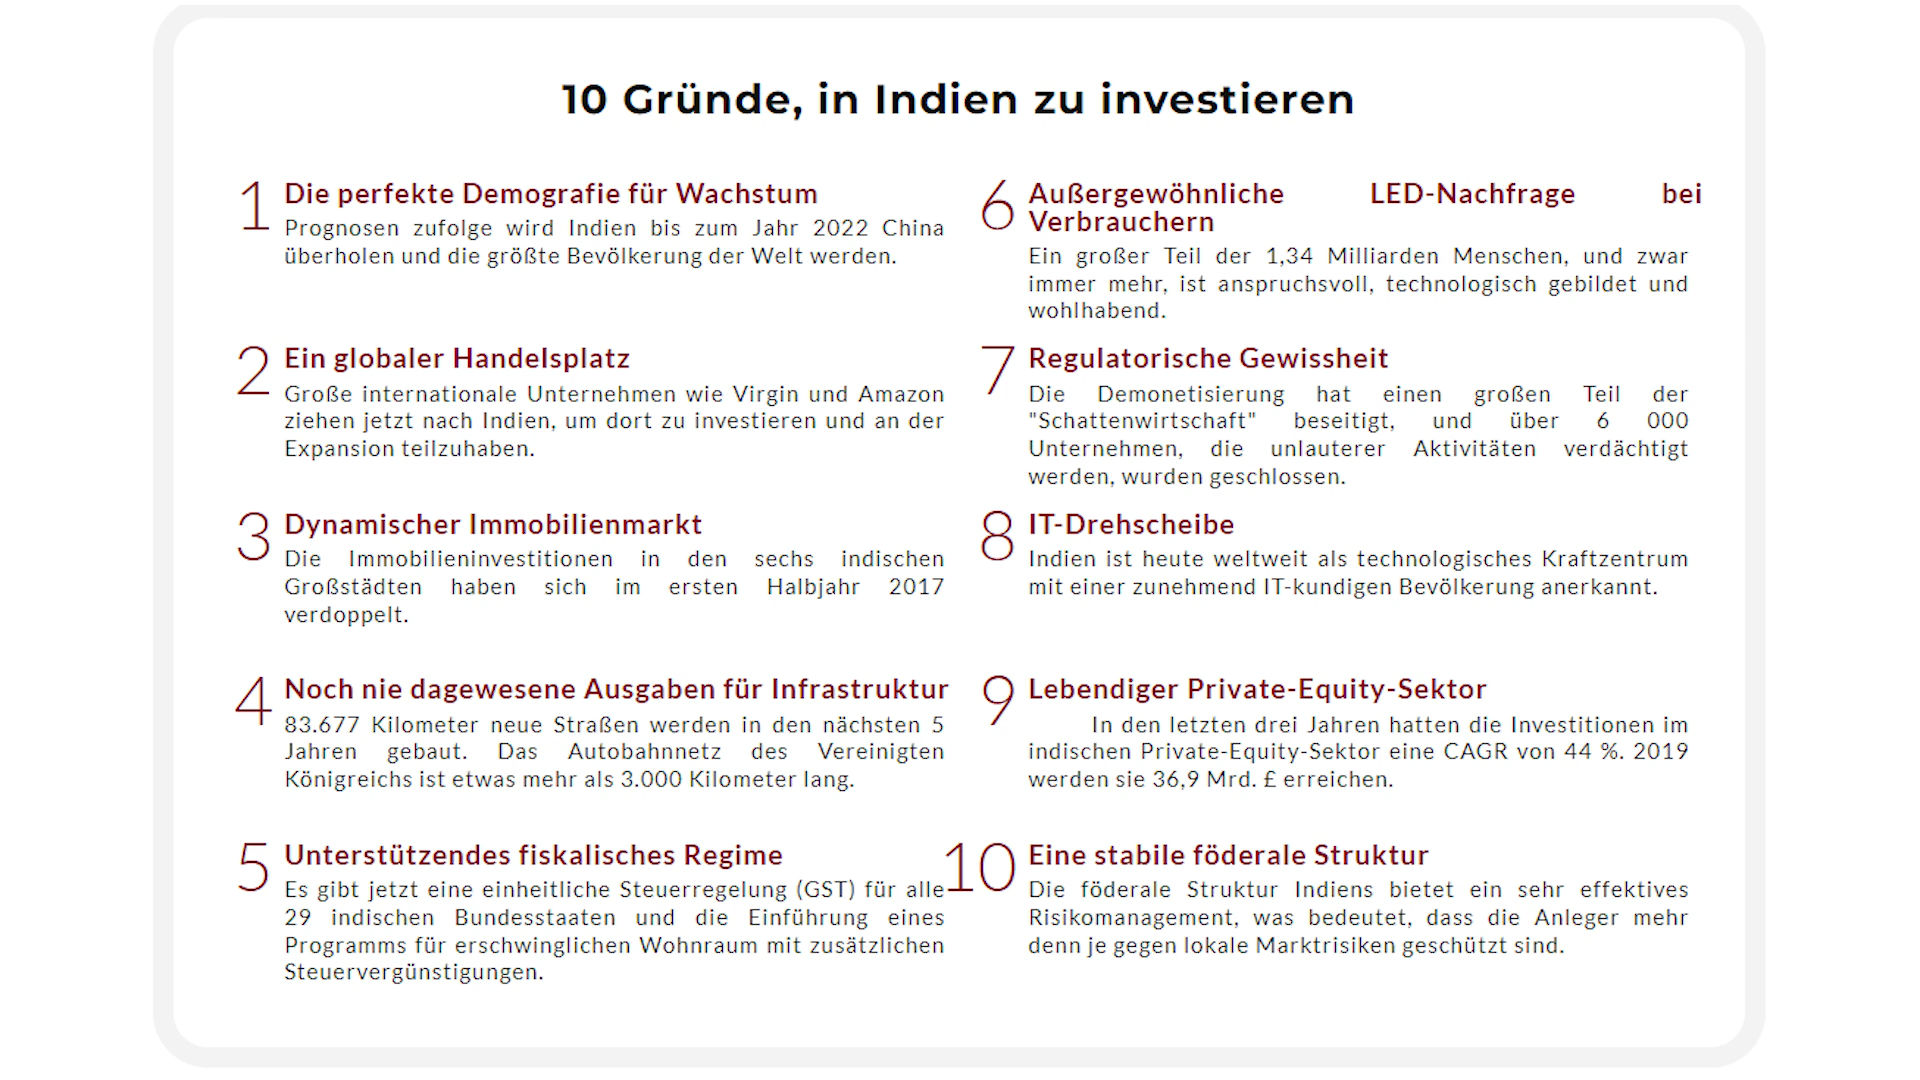 10 Gründe, in Indien zu investieren
1
Die perfekte Demografie für Wachstum
Prognosen zufolge wird Indien bis zum Jahr 2022 China
überholen und die größte Bevölkerung der Welt werden.
2
Ein globaler Handelsplatz
Große internationale Unternehmen wie Virgin und Amazon
ziehen jetzt nach Indien, um dort zu investieren und an der
Expansion teilzuhaben.
3
Dynamischer Immobilienmarkt
Die Immobilieninvestitionen in den sechs indischen
Großstädten haben sich im ersten Halbjahr 2017
verdoppelt.
4
Noch nie dagewesene Ausgaben für Infrastruktur
83.677 Kilometer neue Straßen werden in den nächsten 5
Jahren gebaut. Das Autobahnnetz des Vereinigten
Königreichs ist etwas mehr als 3.000 Kilometer lang.
5
Unterstützendes fiskalisches Regime
Es gibt jetzt eine einheitliche Steuerregelung (GST) für alle
29 indischen Bundesstaaten und die Einführung eines
Programms für erschwinglichen Wohnraum mit zusätzlichen
Steuervergünstigungen.
6
Außergewöhnliche LED-Nachfrage bei
Verbrauchern
Ein großer Teil der 1,34 Milliarden Menschen, und zwar
immer mehr, ist anspruchsvoll, technologisch gebildet und
wohlhabend.
7
Regulatorische Gewissheit
Die Demonetisierung hat einen großen Teil der
"Schattenwirtschaft" beseitigt, und über 6 000
Unternehmen, die unlauterer Aktivitäten verdächtigt
werden, wurden geschlossen.
8
IT-Drehscheibe
Indien ist heute weltweit als technologisches Kraftzentrum
mit einer zunehmend IT-kundigen Bevölkerung anerkannt.
9
Lebendiger Private-Equity-Sektor
In den letzten drei Jahren hatten die Investitionen im
indischen Private-Equity-Sektor eine CAGR von 44 %. 2019
werden sie 36,9 Mrd. £ erreichen.
10
Eine stabile föderale Struktur
Die föderale Struktur Indiens bietet ein sehr effektives
Risikomanagement, was bedeutet, dass die Anleger mehr
denn je gegen lokale Marktrisiken geschützt sind.